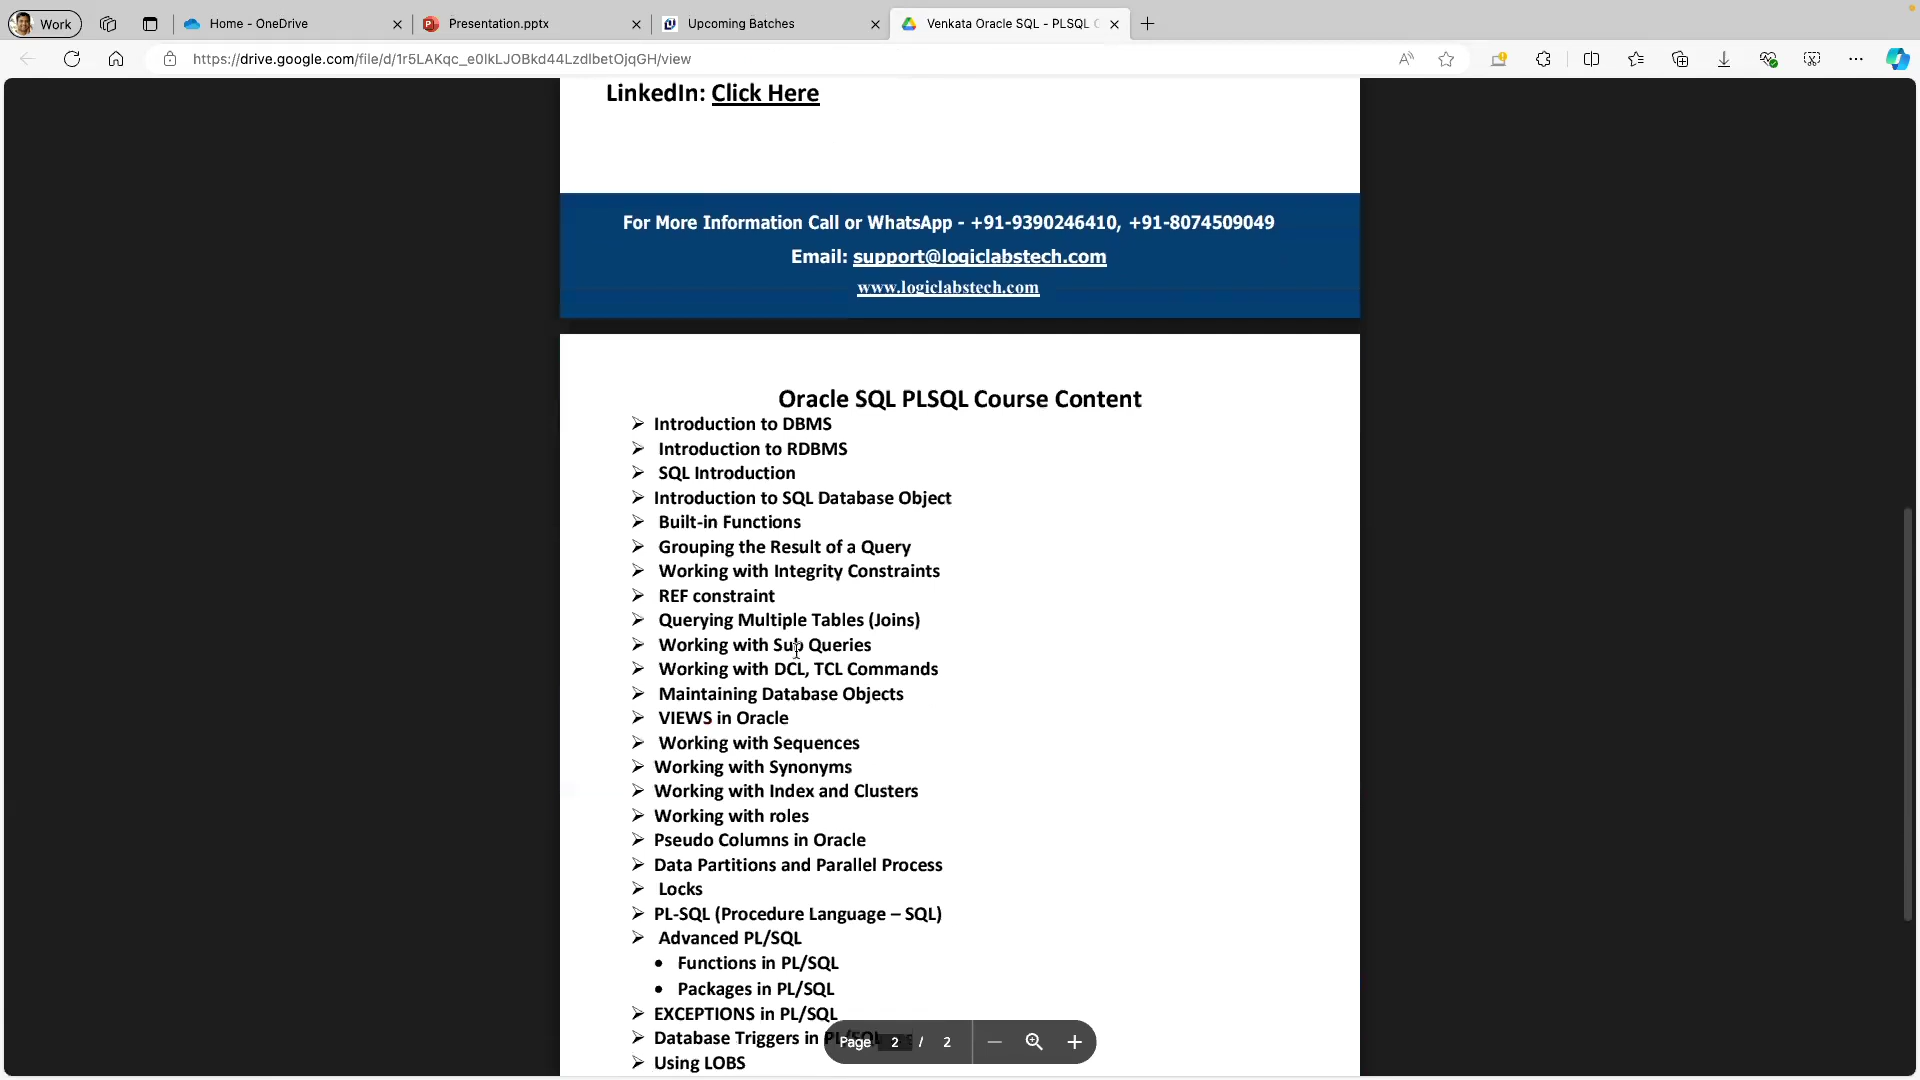 Work
Home - OneDrive
Presentation.pptx
Upcoming Batches
Venkata Oracle SQL - PLSQL
https://drive.google.com/file/d/1r5LAKqc_e0lkLJOBkd44LzdlbetOjqGH/view
LinkedIn: Click Here
For More Information Call or WhatsApp - +91-9390246410, +91-8074509049
Email: support@logiclabstech.com
www.logiclabstech.com
Oracle SQL PLSQL Course Content
➢ Introduction to DBMS
➢ Introduction to RDBMS
➢ SQL Introduction
➢ Introduction to SQL Database Object
➢ Built-in Functions
➢ Grouping the Result of a Query
➢ Working with Integrity Constraints
➢ REF constraint
➢ Querying Multiple Tables (Joins)
➢ Working with Sub Queries
➢ Working with DCL, TCL Commands
➢ Maintaining Database Objects
➢ VIEWS in Oracle
➢ Working with Sequences
➢ Working with Synonyms
➢ Working with Index and Clusters
➢ Working with roles
➢ Pseudo Columns in Oracle
➢ Data Partitions and Parallel Process
➢ Locks
➢ PL-SQL (Procedure Language – SQL)
➢ Advanced PL/SQL
• Functions in PL/SQL
• Packages in PL/SQL
➢ EXCEPTIONS in PL/SQL
➢ Database Triggers in PL/SQL
Page 2 / 2
➢ Using LOBS